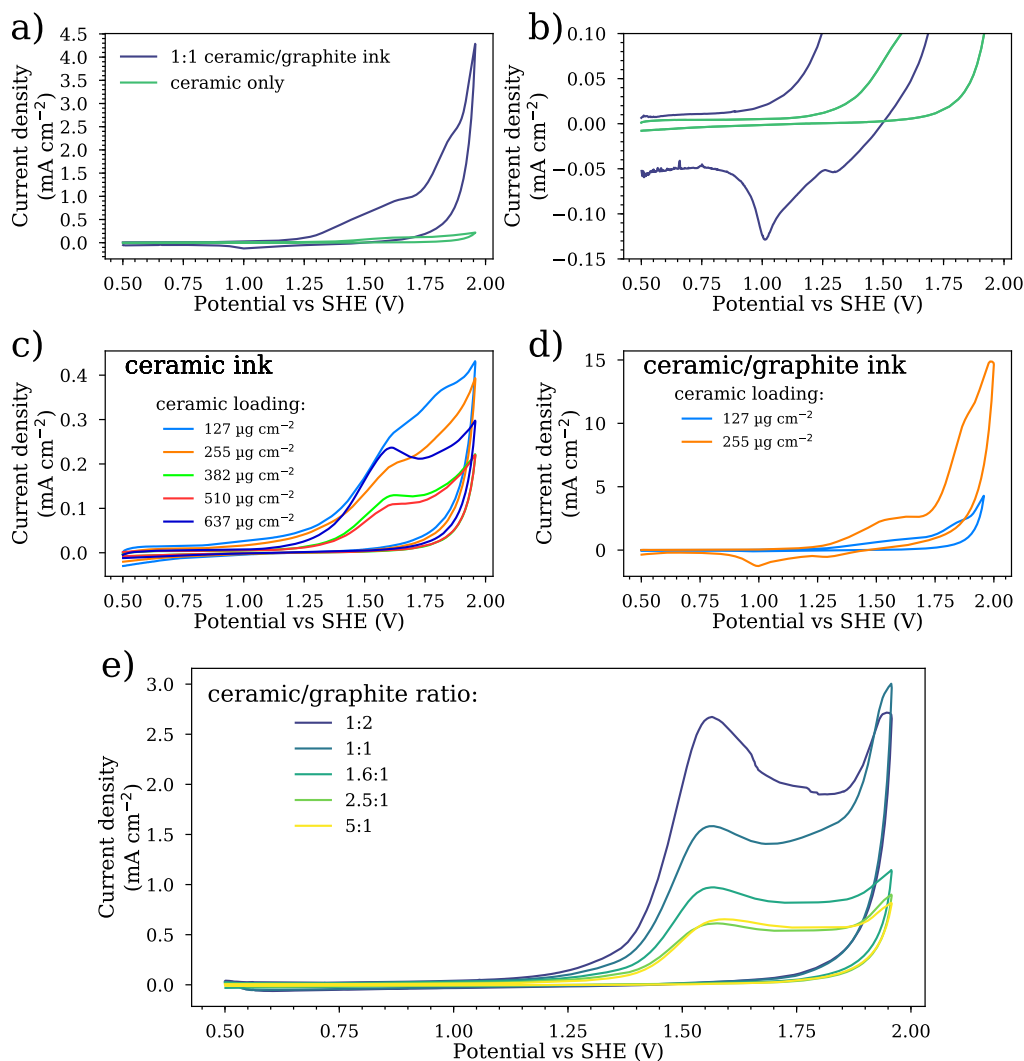 a)
4.5
4.0
3.5
3.0
2.5
2.0
1.5
1.0
0.5
0.0
Current density
(mA cm⁻²)
1:1 ceramic/graphite ink
ceramic only
0.50 0.75 1.00 1.25 1.50 1.75 2.00
Potential vs SHE (V)
b)
0.10
0.05
0.00
−0.05
−0.10
−0.15
Current density
(mA cm⁻²)
0.50 0.75 1.00 1.25 1.50 1.75 2.00
Potential vs SHE (V)
c)
ceramic ink
0.4
0.3
0.2
0.1
0.0
Current density
(mA cm⁻²)
ceramic loading:
127 µg cm⁻²
255 µg cm⁻²
382 µg cm⁻²
510 µg cm⁻²
637 µg cm⁻²
0.50 0.75 1.00 1.25 1.50 1.75 2.00
Potential vs SHE (V)
d)
ceramic/graphite ink
15
10
5
0
Current density
(mA cm⁻²)
ceramic loading:
127 µg cm⁻²
255 µg cm⁻²
0.50 0.75 1.00 1.25 1.50 1.75 2.00
Potential vs SHE (V)
e)
3.0
2.5
2.0
1.5
1.0
0.5
0.0
Current density
(mA cm⁻²)
ceramic/graphite ratio:
1:2
1:1
1.6:1
2.5:1
5:1
0.50 0.75 1.00 1.25 1.50 1.75 2.00
Potential vs SHE (V)